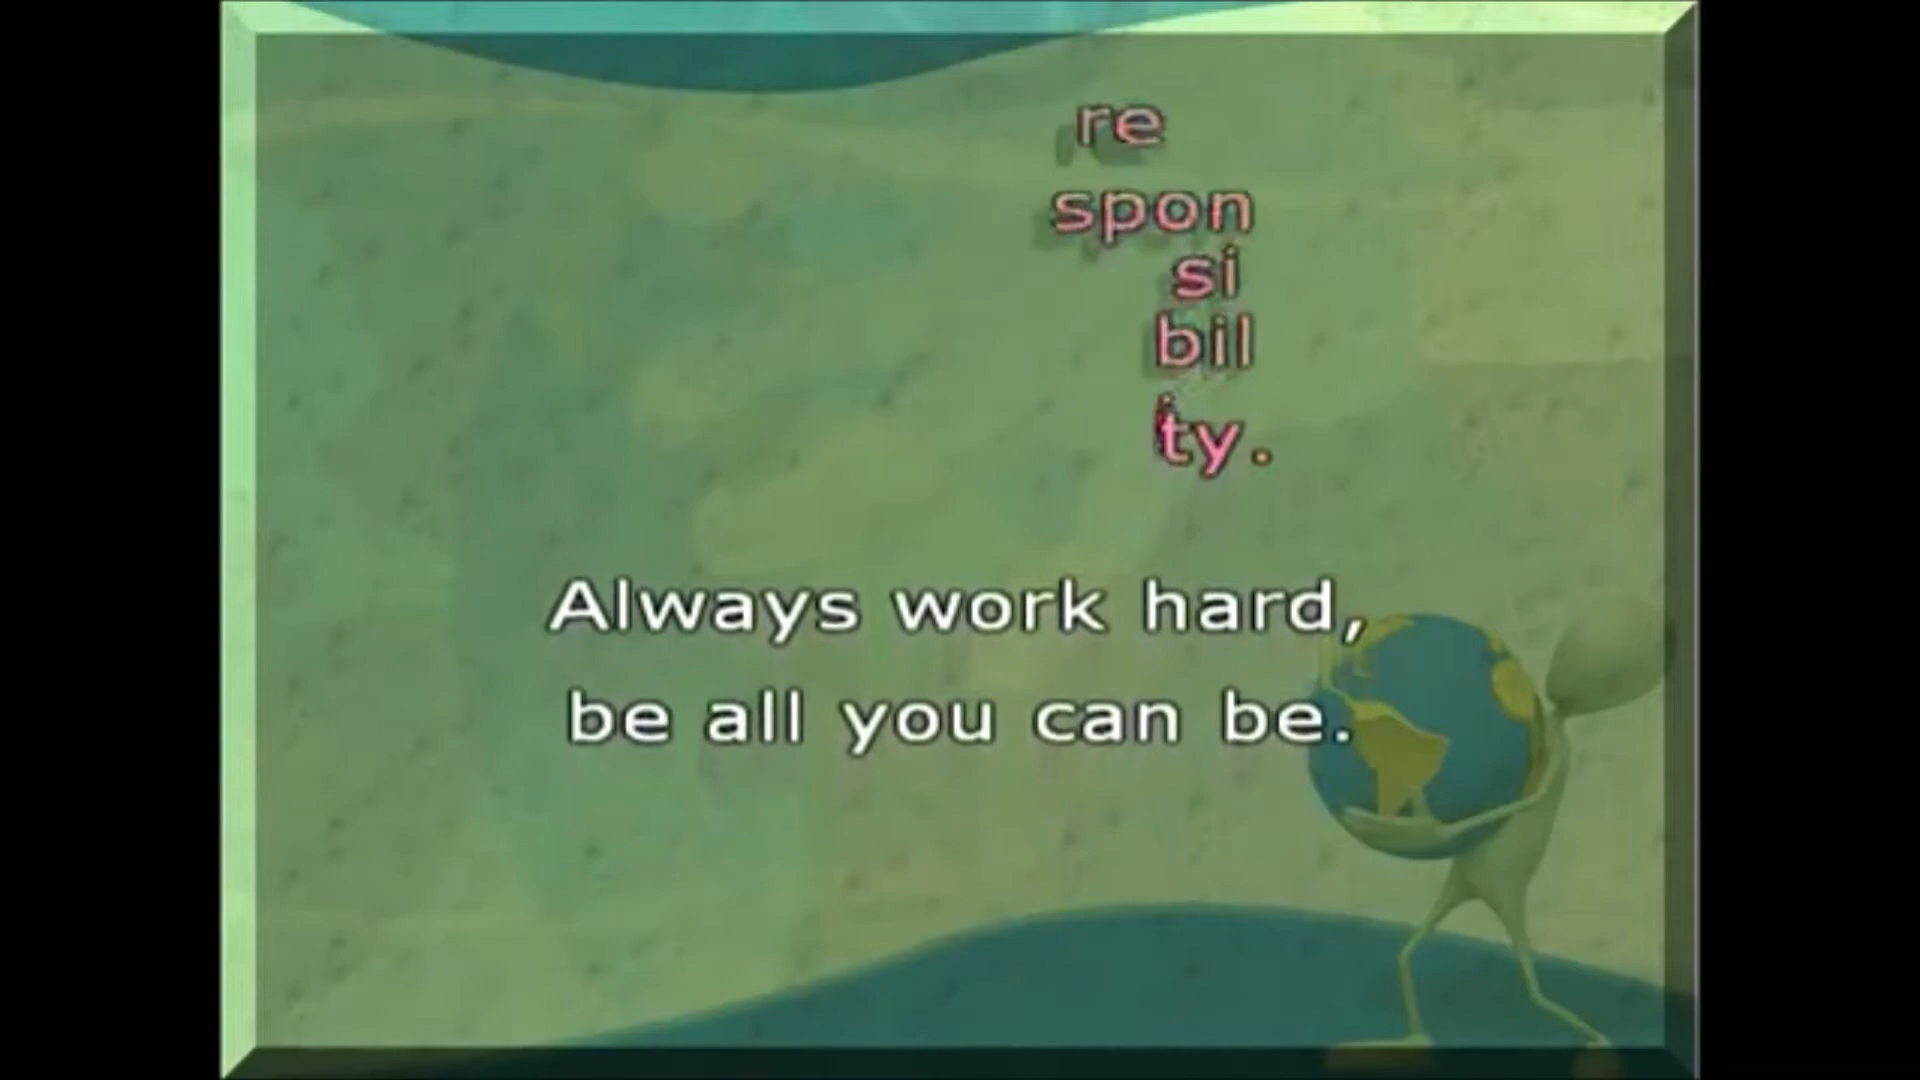 re
spon
si
bil
i
ty.
Always work hard,
be all you can be.